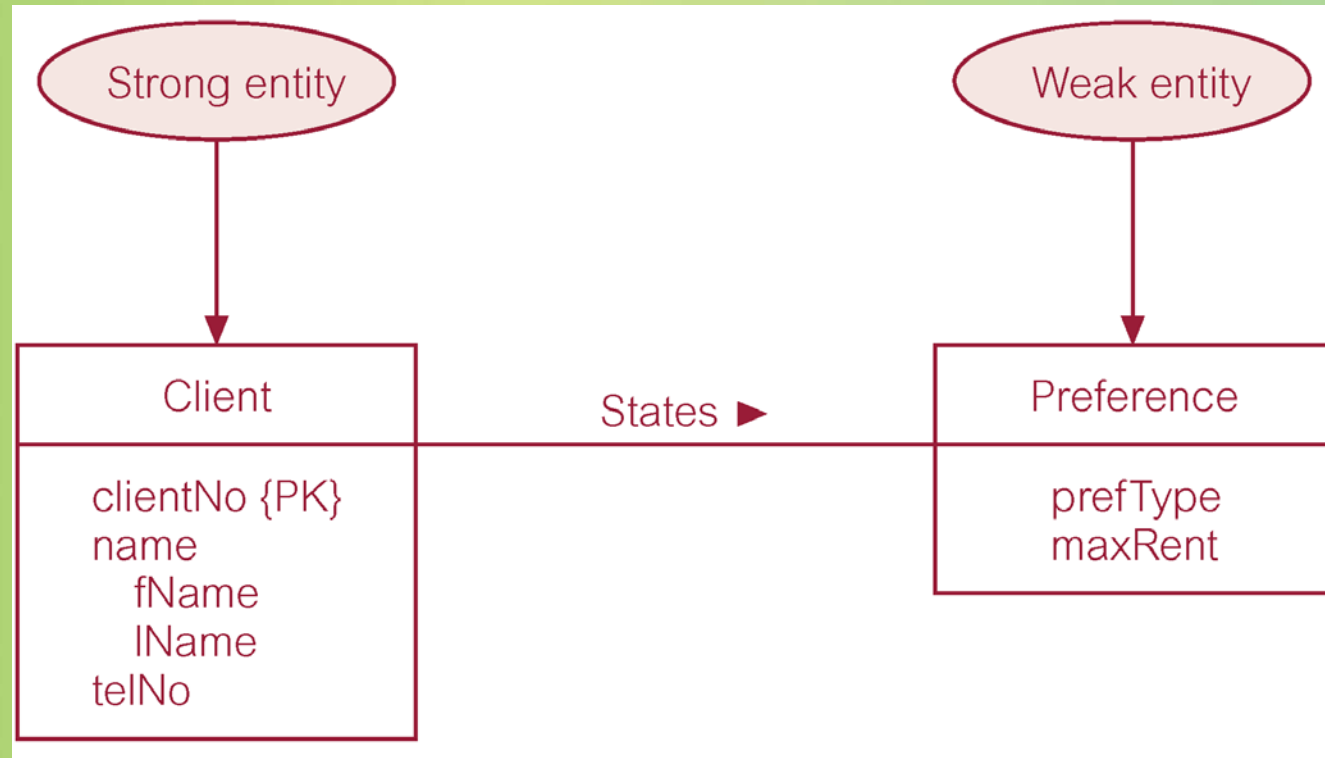 Strong entity
Weak entity
Client
States ►
Preference
clientNo {PK}
name
fName
lName
telNo
prefType
maxRent